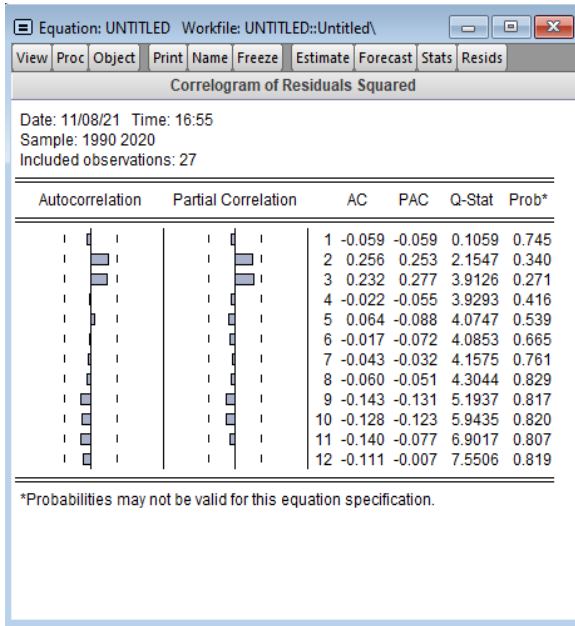 Equation: UNTITLED Workfile: UNTITLED::Untitled\
View Proc Object Print Name Freeze Estimate Forecast Stats Resids
Correlogram of Residuals Squared
Date: 11/08/21 Time: 16:55
Sample: 1990 2020
Included observations: 27
Autocorrelation Partial Correlation AC PAC Q-Stat Prob*
1 -0.059 -0.059 0.1059 0.745
2 0.256 0.253 2.1547 0.340
3 0.232 0.277 3.9126 0.271
4 -0.022 -0.055 3.9293 0.416
5 0.064 -0.088 4.0747 0.539
6 -0.017 -0.072 4.0853 0.665
7 -0.043 -0.032 4.1575 0.761
8 -0.060 -0.051 4.3044 0.829
9 -0.143 -0.131 5.1937 0.817
10 -0.128 -0.123 5.9435 0.820
11 -0.140 -0.077 6.9017 0.807
12 -0.111 -0.007 7.5506 0.819
*Probabilities may not be valid for this equation specification.